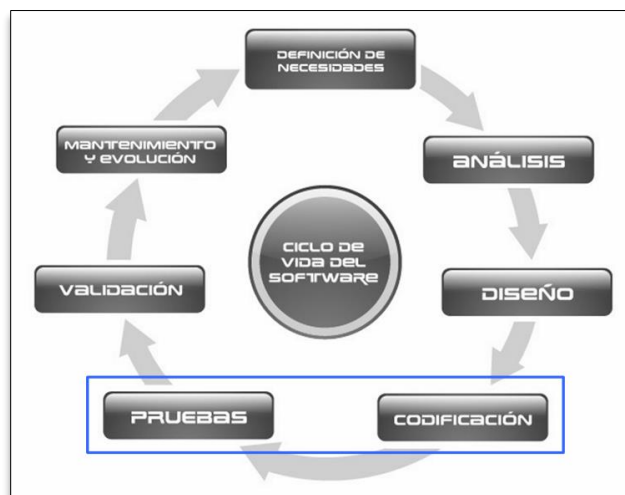 DEFINICIÓN DE
NECESIDADES
MANTENIMIENTO
Y EVOLUCIÓN
ANÁLISIS
CICLO DE
VIDA DEL
SOFTWARE
VALIDACIÓN
DISEÑO
PRUEBAS
CODIFICACIÓN